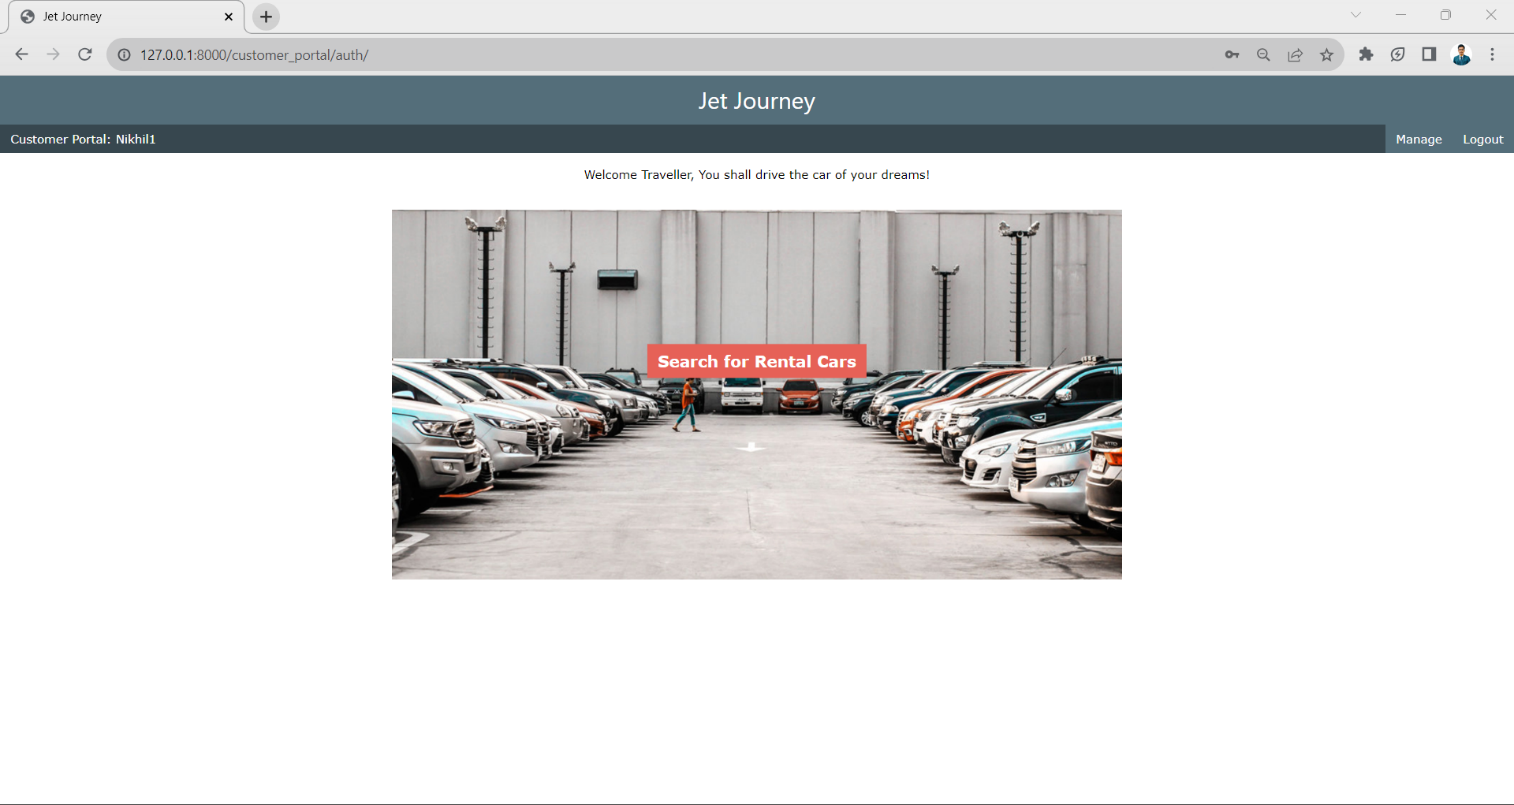 Jet Journey
127.0.0.1:8000/customer_portal/auth/
Jet Journey
Customer Portal: Nikhil1
Manage Logout
Welcome Traveller, You shall drive the car of your dreams!
Search for Rental Cars